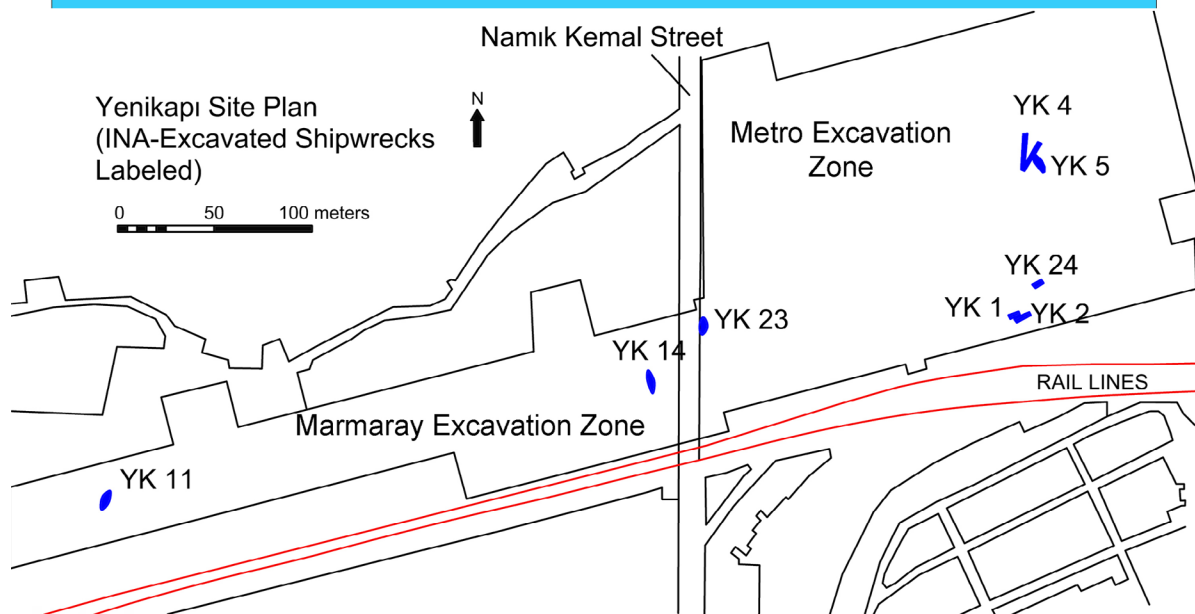 Namık Kemal Street
Yenikapı Site Plan
(INA-Excavated Shipwrecks
Labeled)
N
0 50 100 meters
Metro Excavation
Zone
YK 4
YK 5
YK 24
YK 1
YK 2
YK 23
YK 14
RAIL LINES
Marmaray Excavation Zone
YK 11